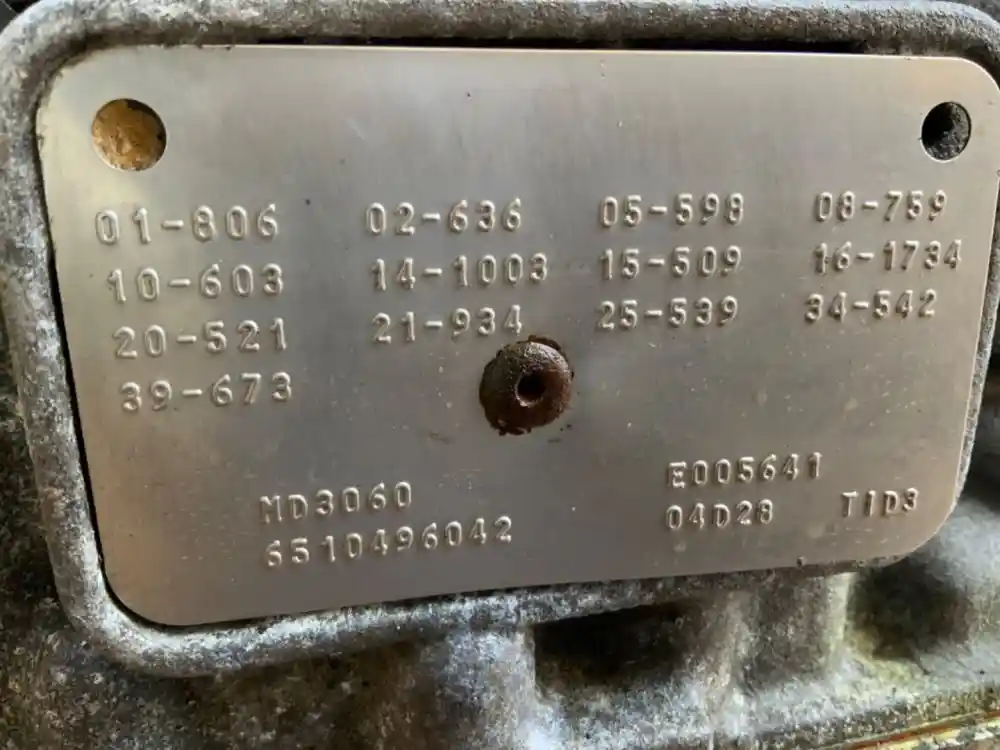 01-806 02-636 05-598 08-759
10-603 14-1003 15-509 16-1734
20-521 21-934 25-539 34-542
39-673
MD3060 E005641
6510496042 04D28 TID3